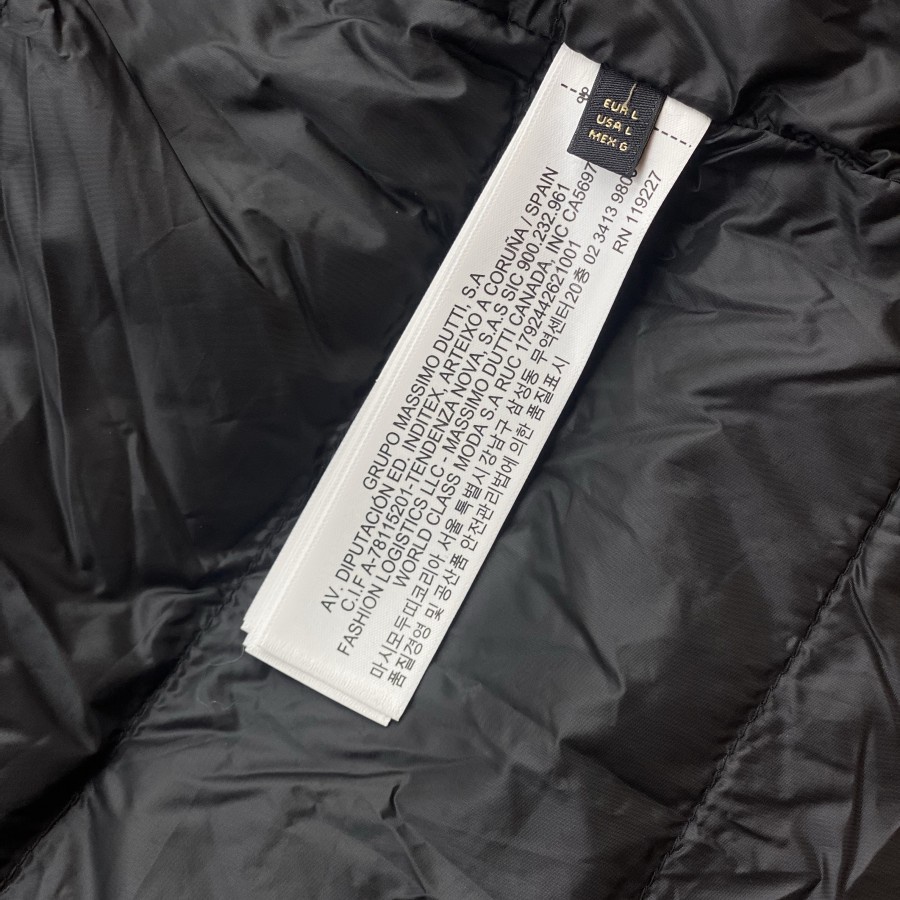 EUR L
USA L
MEX G
GRUPO MASSIMO DUTTI, S.A
AV. DIPUTACIÓN ED. INDITEX, ARTEIXO A CORUNA / SPAIN
C.I.F A-78115201 -TENDENZA NOVA, S.A.S SIC 900.232.961
FASHION LOGISTICS LLC. MASSIMO DUTTI CANADA, INC CA5697
WORLD CLASS MODA S.A RUC 1792442621001
마시모두띠코리아, 서울 특별시 강남구 삼성동 무역센터20층 02 3413 980
품질경영 및 공산품 안전관리법에 의한 품질표시
RN 119227